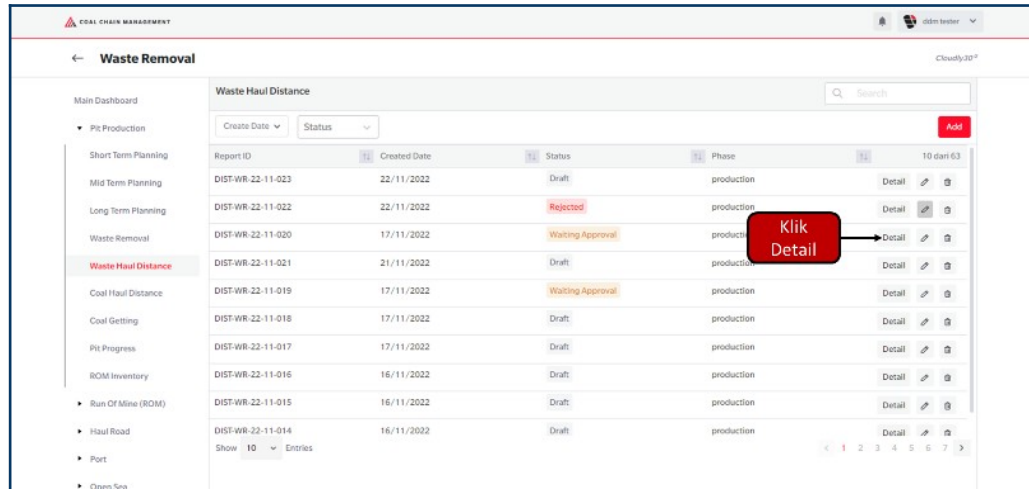 COAL CHAIN MANAGEMENT
ddm tester
← Waste Removal
Cloudly30
Main Dashboard
Pit Production
Short Term Planning
Mid Term Planning
Long Term Planning
Waste Removal
Waste Haul Distance
Coal Haul Distance
Coal Getting
Pit Progress
ROM Inventory
Run Of Mine (ROM)
Haul Road
Port
Open Sea
Waste Haul Distance
Search
Create Date Status
Add
Report ID Created Date Status Phase 10 dari 63
DIST-WR-22-11-023 22/11/2022 Draft production Detail
DIST-WR-22-11-022 22/11/2022 Rejected production Detail
DIST-WR-22-11-020 17/11/2022 Waiting Approval producti Detail
Klik
Detail
DIST-WR-22-11-021 21/11/2022 Draft production Detail
DIST-WR-22-11-019 17/11/2022 Waiting Approval production Detail
DIST-WR-22-11-018 17/11/2022 Draft production Detail
DIST-WR-22-11-017 17/11/2022 Draft production Detail
DIST-WR-22-11-016 16/11/2022 Draft production Detail
DIST-WR-22-11-015 16/11/2022 Draft production Detail
DIST-WR-22-11-014 16/11/2022 Draft production Detail
Show 10 Entries
< 1 2 3 4 5 6 7 >